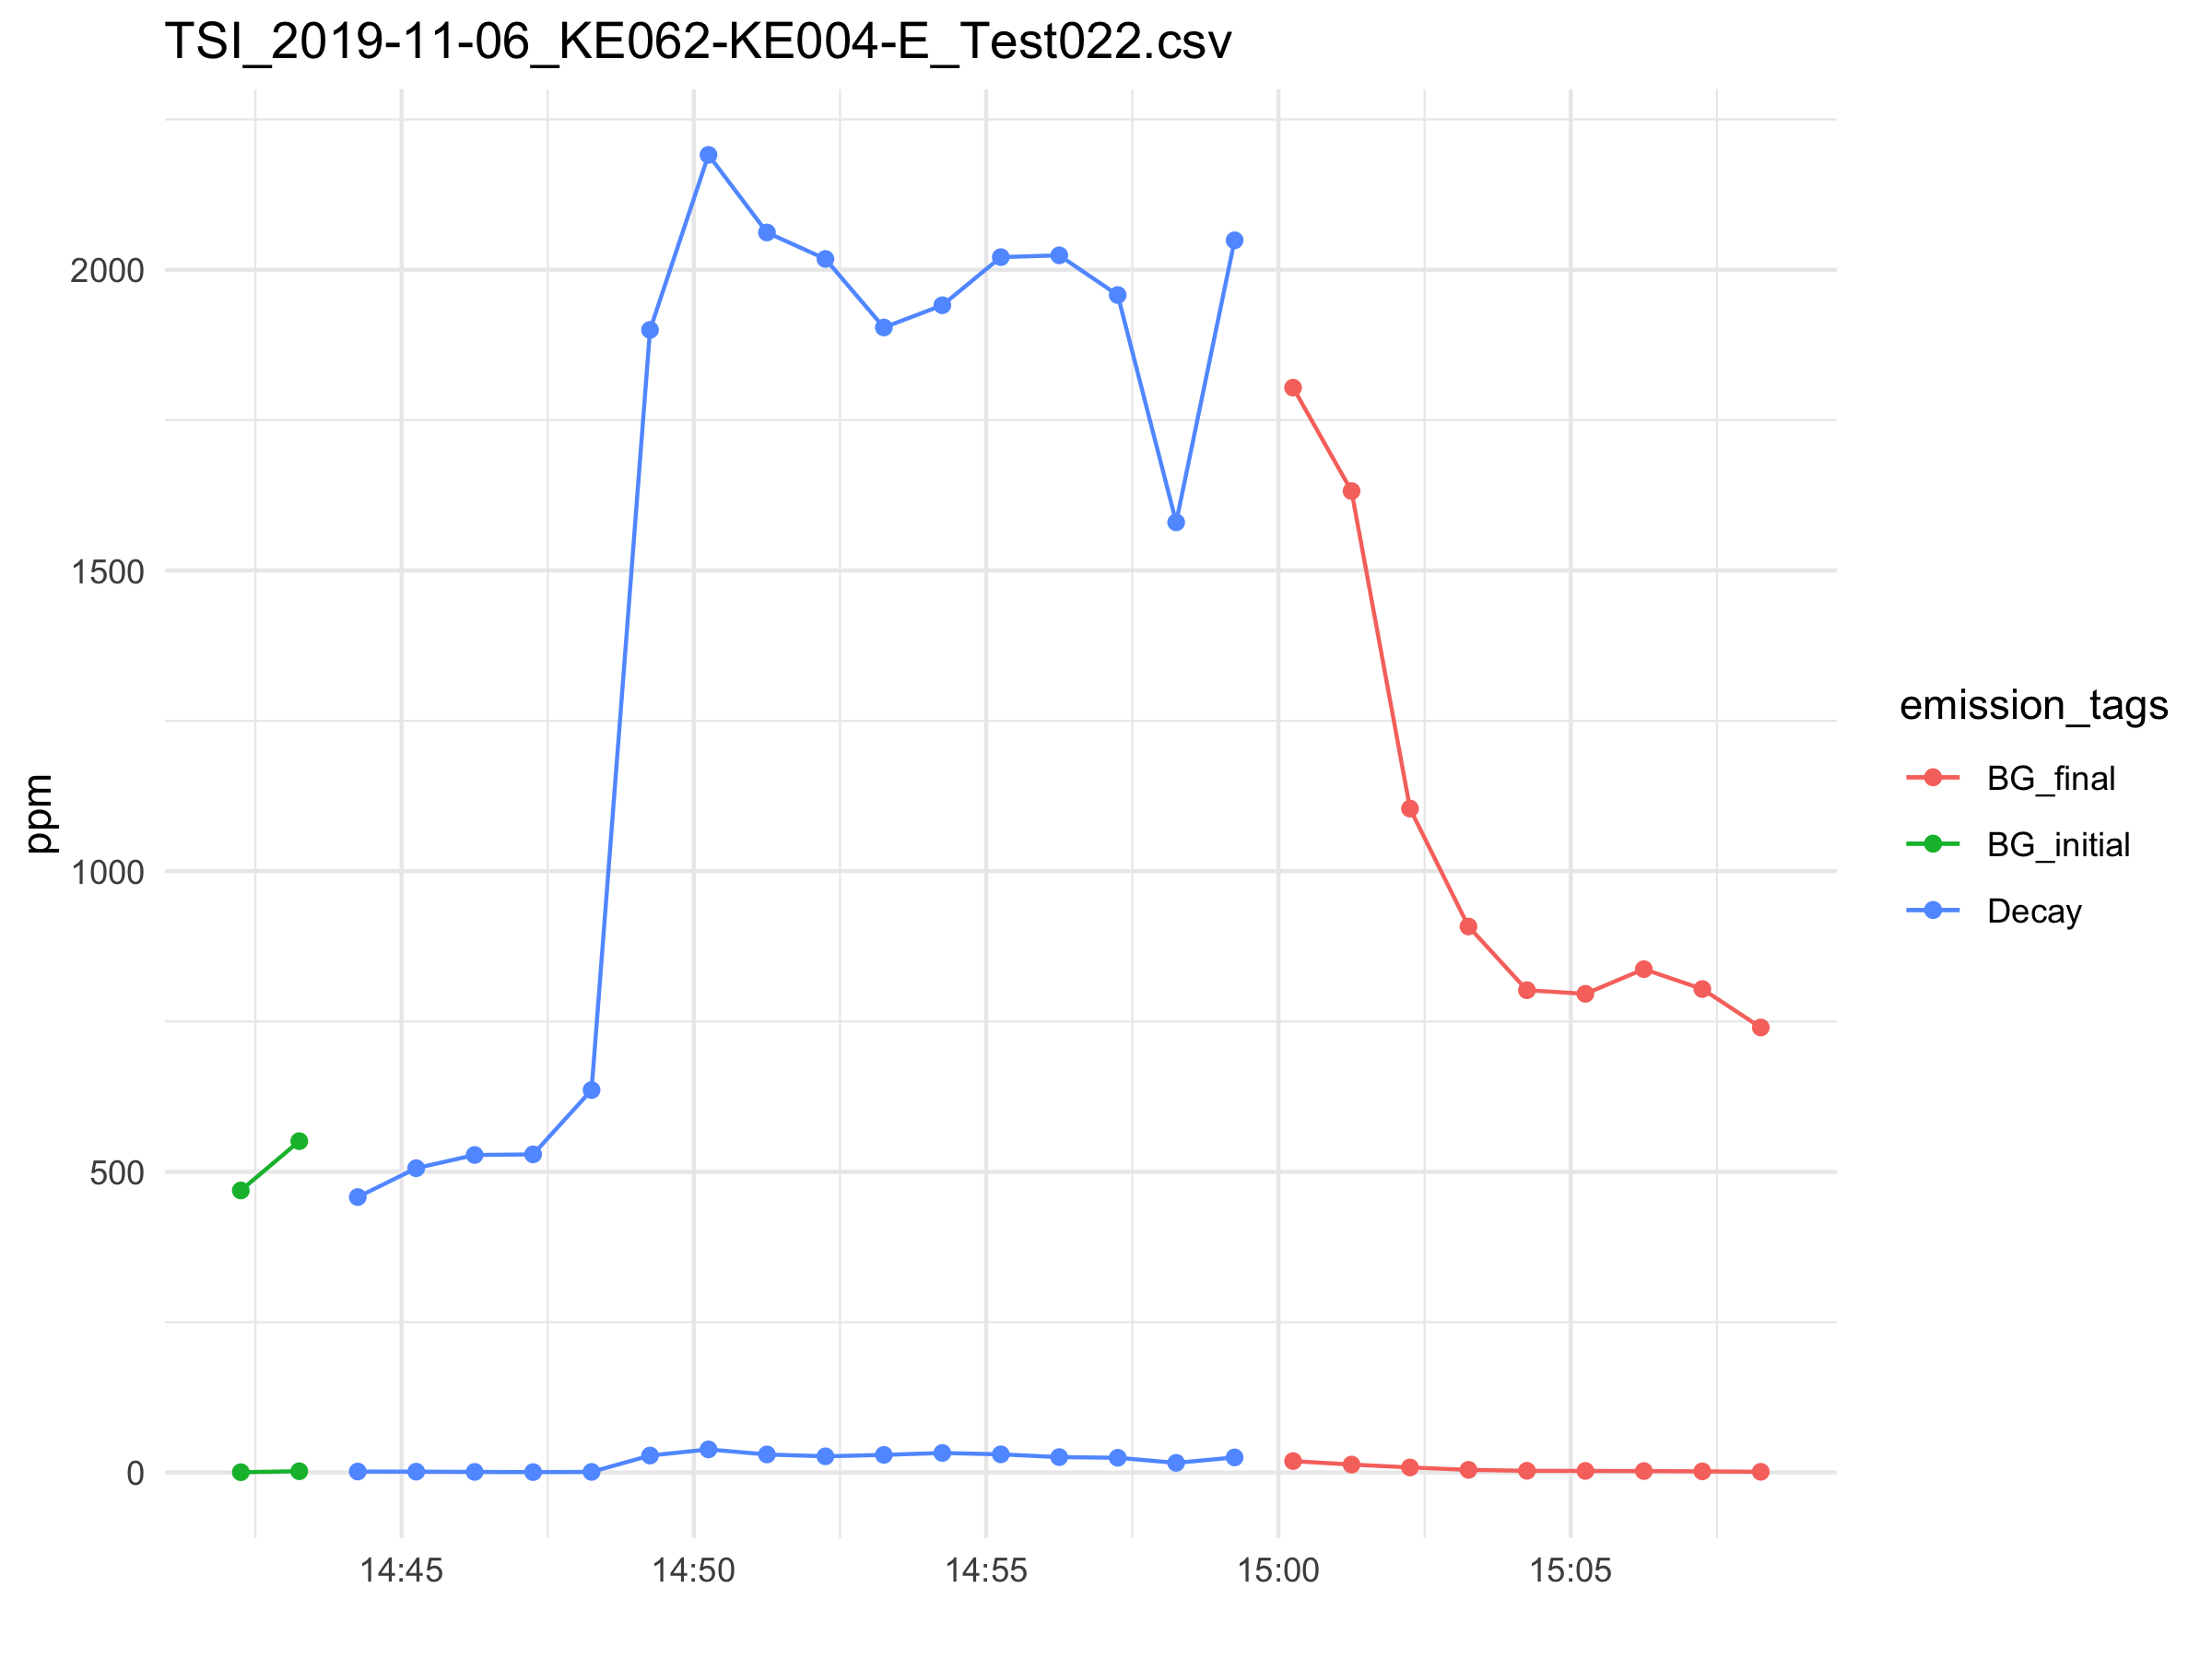 TSI_2019-11-06_KE062-KE004-E_Test022.csv
ppm
2000
1500
1000
500
0
14:45
14:50
14:55
15:00
15:05
emission_tags
BG_final
BG_initial
Decay